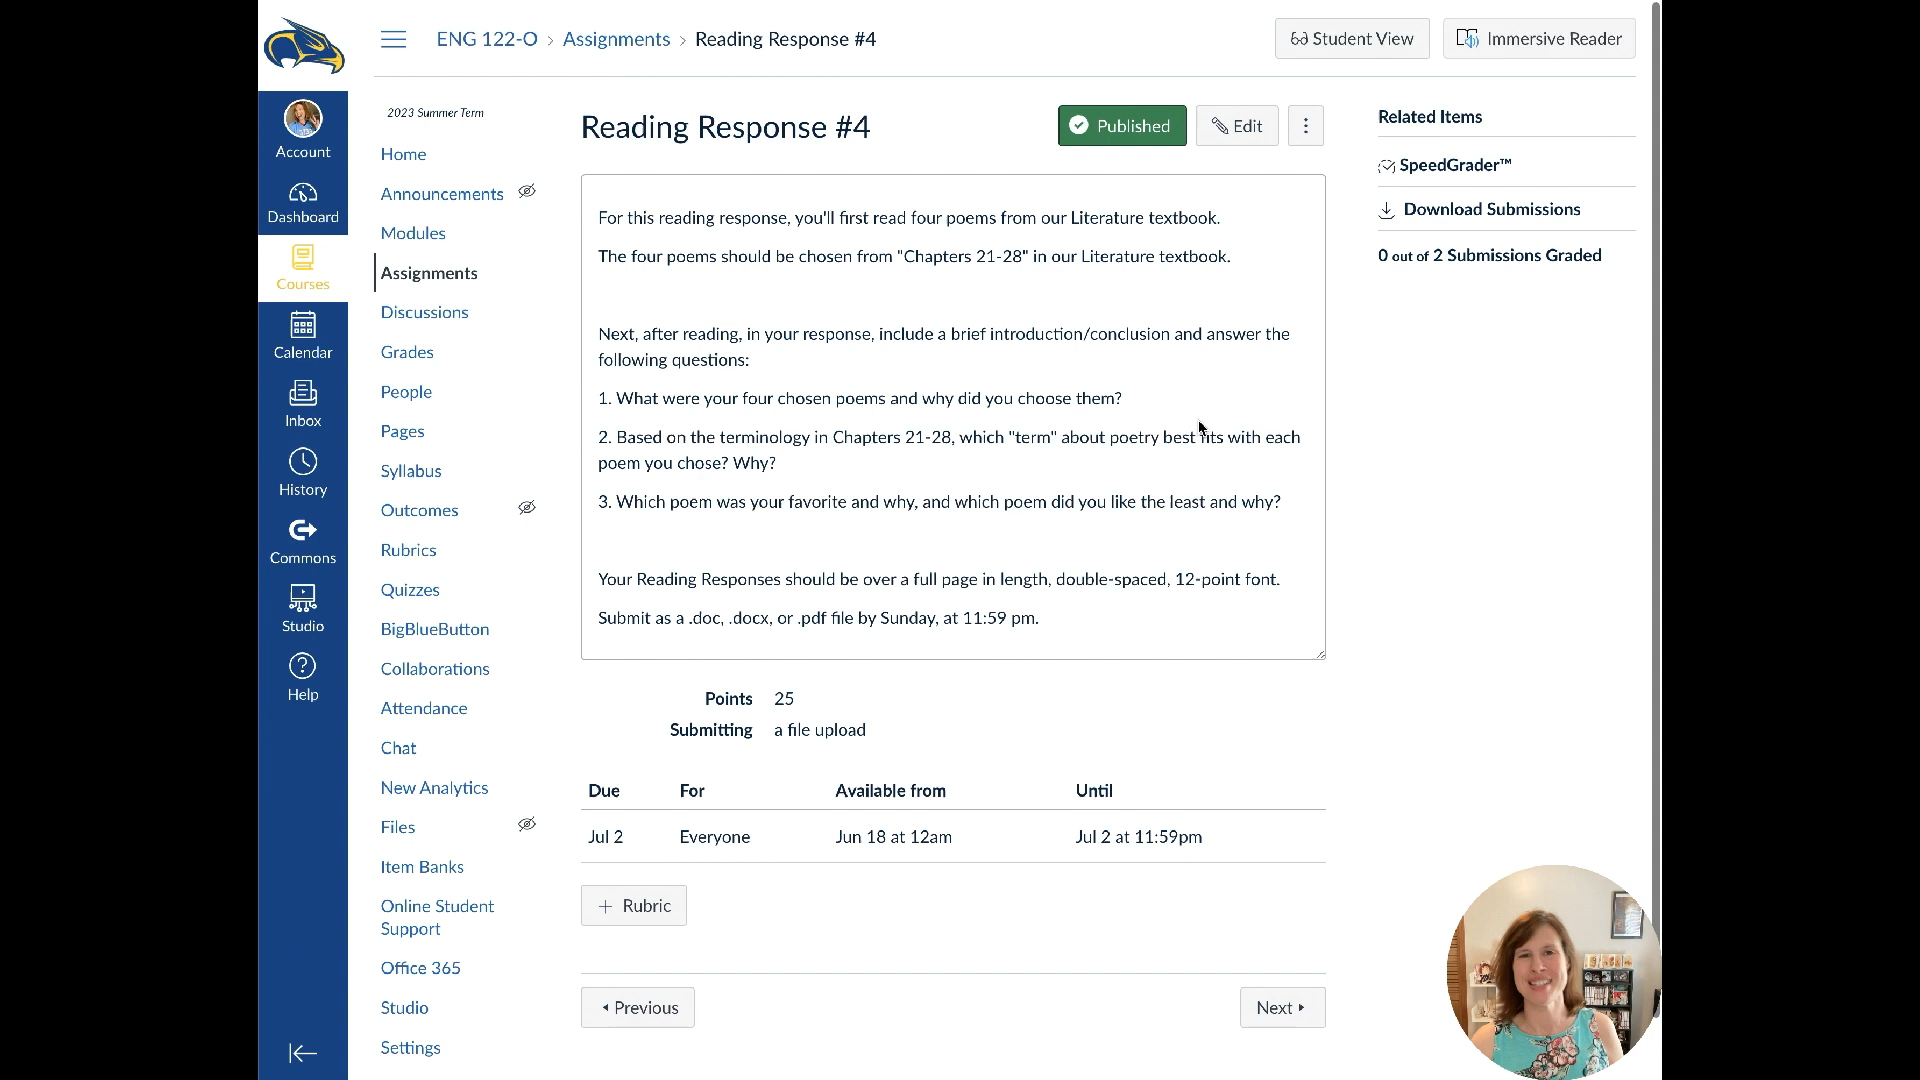 ENG 122-O › Assignments › Reading Response #4
Student View
Immersive Reader
Account
Dashboard
Courses
Calendar
Inbox
History
Commons
Studio
Help
2023 Summer Term
Home
Announcements
Modules
Assignments
Discussions
Grades
People
Pages
Syllabus
Outcomes
Rubrics
Quizzes
BigBlueButton
Collaborations
Attendance
Chat
New Analytics
Files
Item Banks
Online Student
Support
Office 365
Studio
Settings
Reading Response #4
Published
Edit
For this reading response, you'll first read four poems from our Literature textbook.
The four poems should be chosen from "Chapters 21-28" in our Literature textbook.
Next, after reading, in your response, include a brief introduction/conclusion and answer the
following questions:
1. What were your four chosen poems and why did you choose them?
2. Based on the terminology in Chapters 21-28, which "term" about poetry best fits with each
poem you chose? Why?
3. Which poem was your favorite and why, and which poem did you like the least and why?
Your Reading Responses should be over a full page in length, double-spaced, 12-point font.
Submit as a .doc, .docx, or .pdf file by Sunday, at 11:59 pm.
Points 25
Submitting a file upload
Due For Available from Until
Jul 2 Everyone Jun 18 at 12am Jul 2 at 11:59pm
+ Rubric
Previous
Next
Related Items
SpeedGrader™
Download Submissions
0 out of 2 Submissions Graded